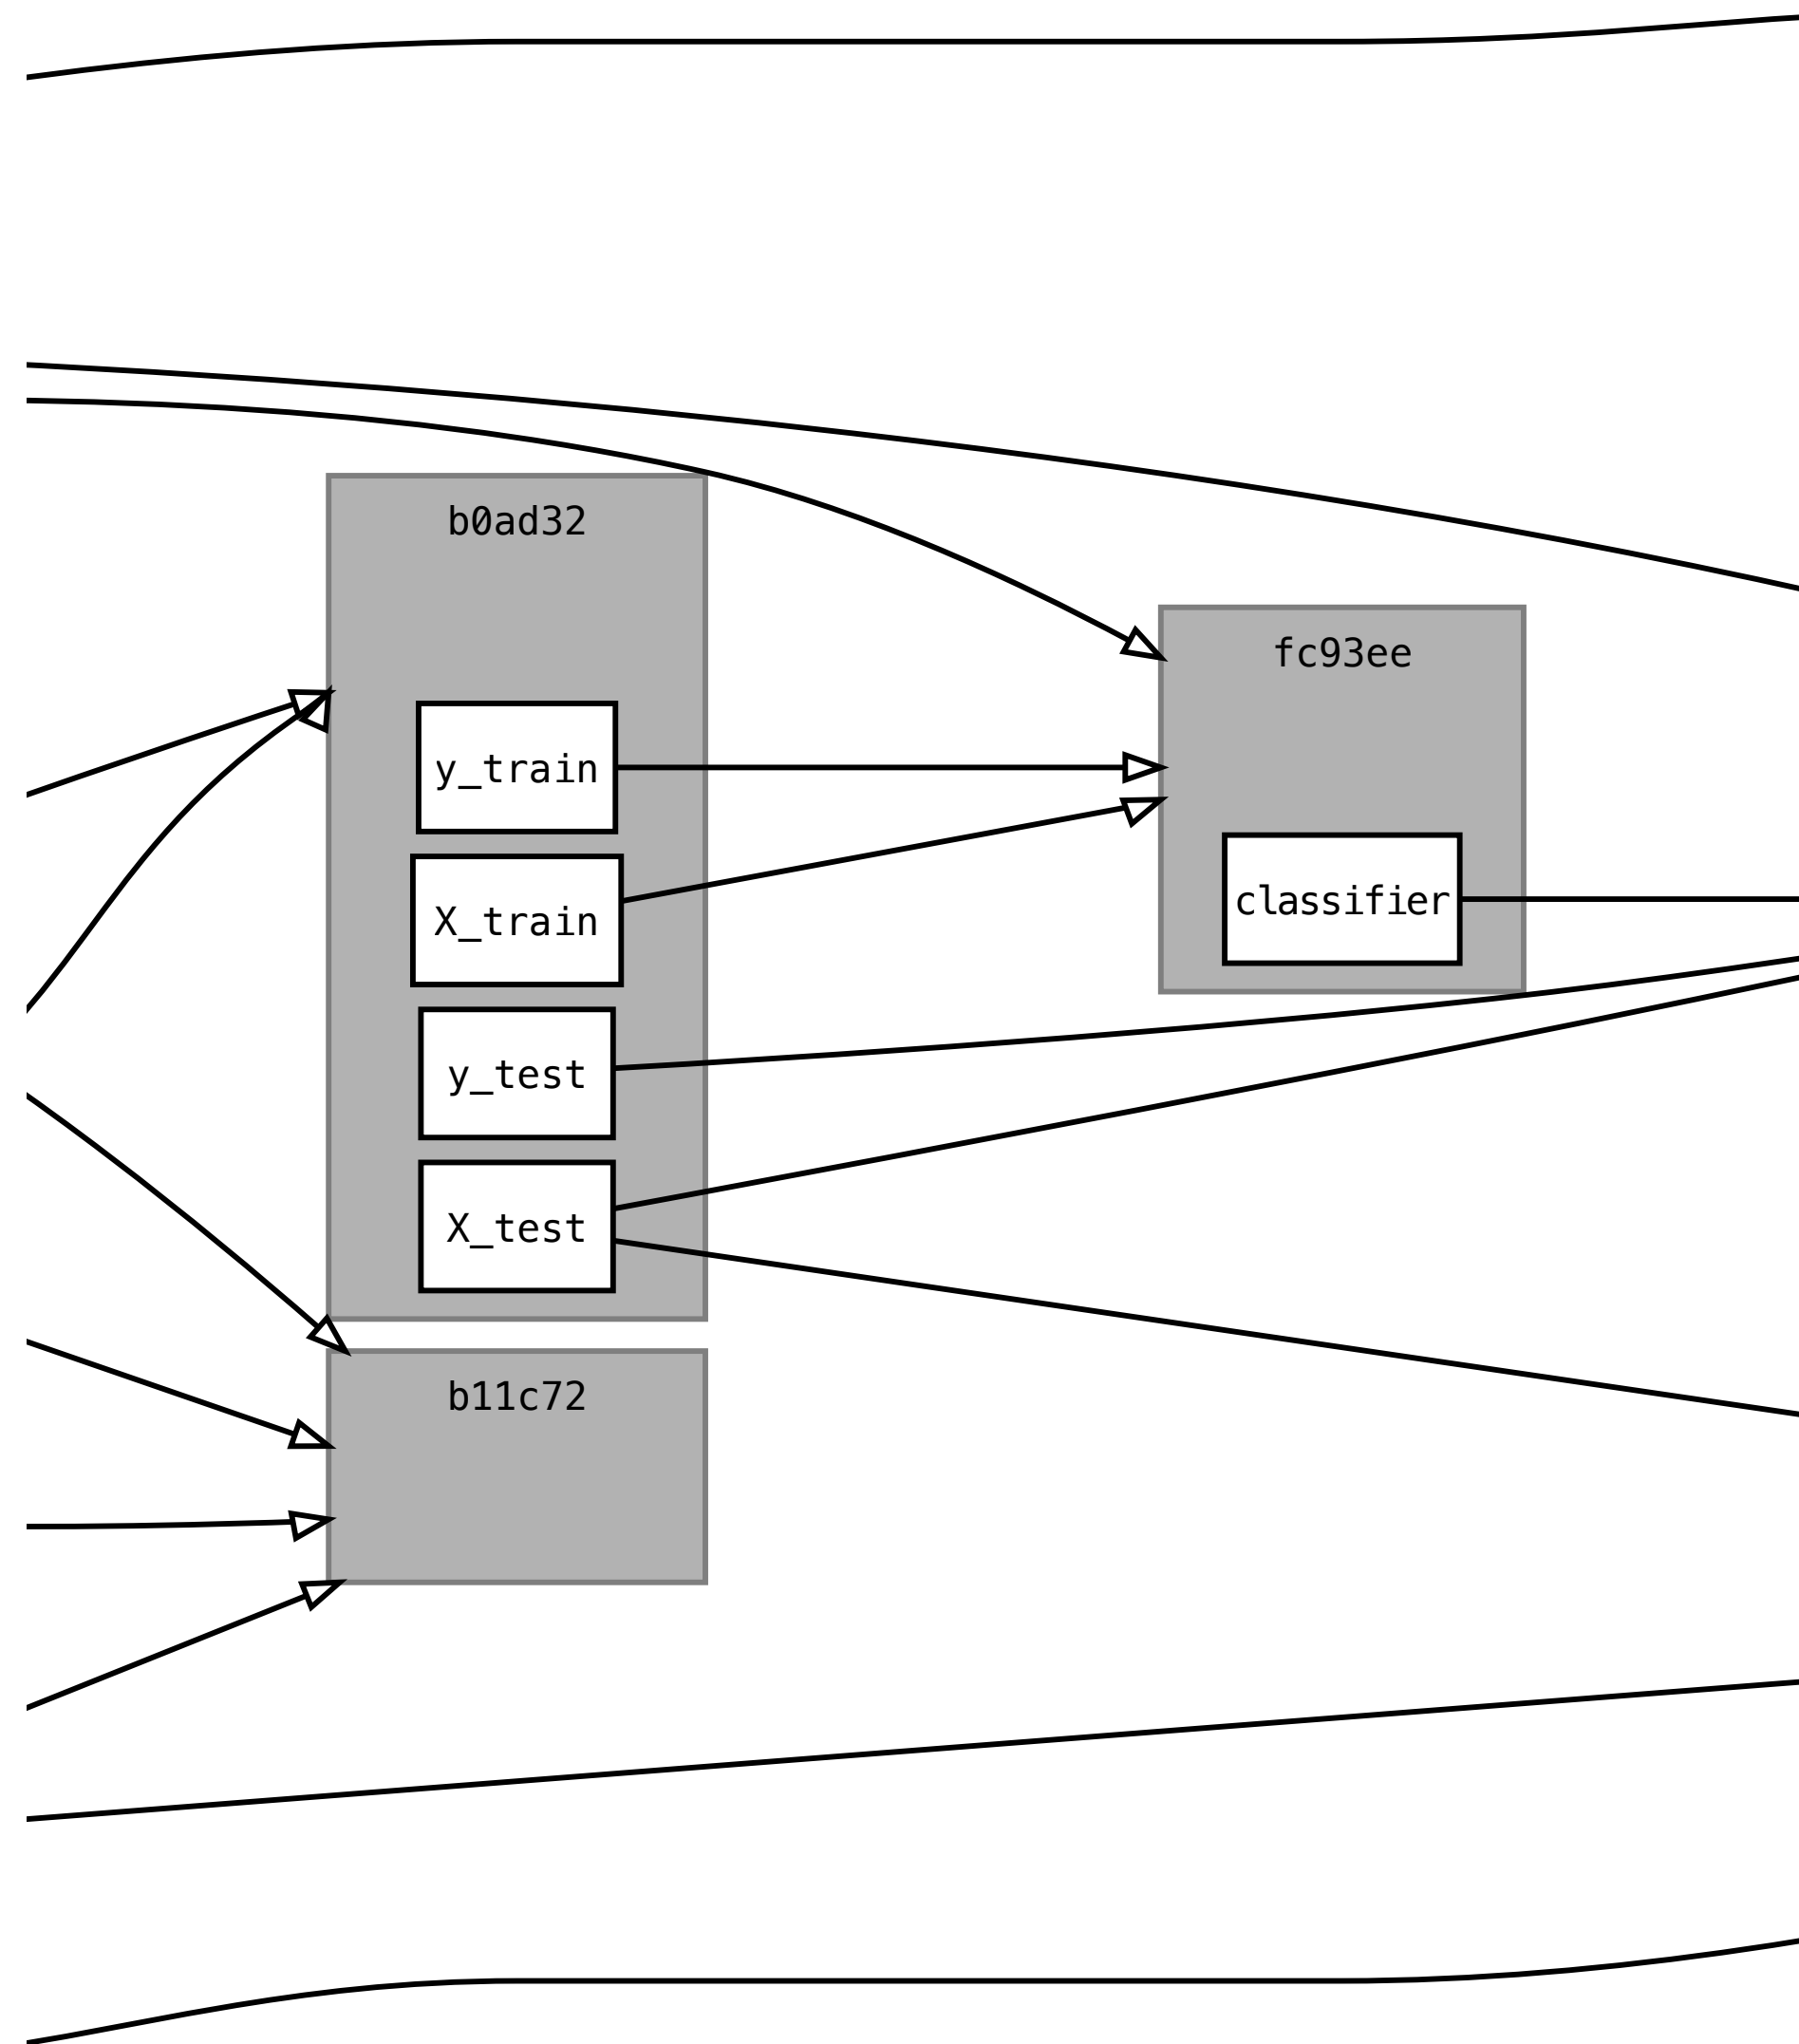 b0ad32
y_train
X_train
y_test
X_test
fc93ee
classifier
b11c72